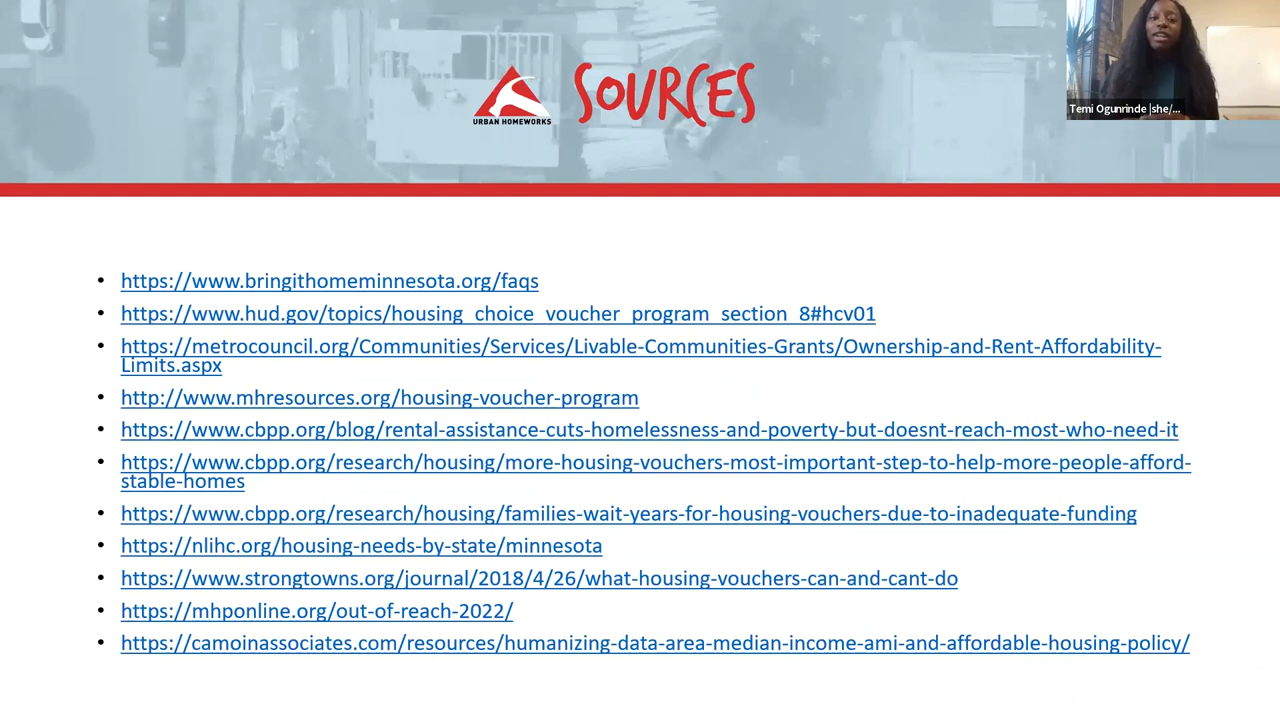 URBAN HOMEWORKS
SOURCES
Temi Ogunrinde |she/...
• https://www.bringithomeminnesota.org/faqs
• https://www.hud.gov/topics/housing_choice_voucher_program_section_8#hcv01
• https://metrocouncil.org/Communities/Services/Livable-Communities-Grants/Ownership-and-Rent-Affordability-
Limits.aspx
• http://www.mhresources.org/housing-voucher-program
• https://www.cbpp.org/blog/rental-assistance-cuts-homelessness-and-poverty-but-doesnt-reach-most-who-need-it
• https://www.cbpp.org/research/housing/more-housing-vouchers-most-important-step-to-help-more-people-afford-
stable-homes
• https://www.cbpp.org/research/housing/families-wait-years-for-housing-vouchers-due-to-inadequate-funding
• https://nlihc.org/housing-needs-by-state/minnesota
• https://www.strongtowns.org/journal/2018/4/26/what-housing-vouchers-can-and-cant-do
• https://mhponline.org/out-of-reach-2022/
• https://camoinassociates.com/resources/humanizing-data-area-median-income-ami-and-affordable-housing-policy/